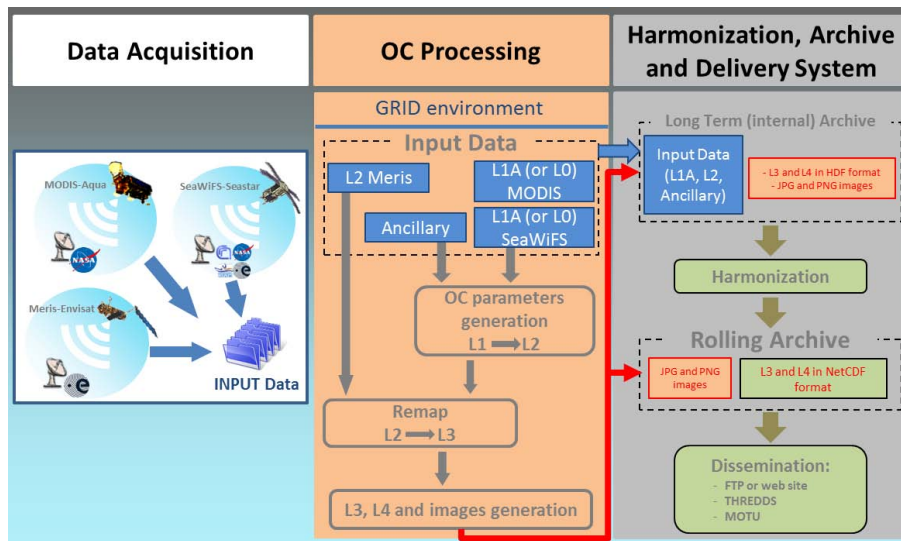 Data Acquisition
MODIS-Aqua
SeaWiFS-Seastar
NASA
NASA
e
Meris-Envisat
e
INPUT Data
OC Processing
GRID environment
Input Data
L2 Meris
L1A (or L0)
MODIS
Ancillary
L1A (or L0)
SeaWiFS
OC parameters
generation
L1 → L2
Remap
L2 → L3
L3, L4 and images generation
Harmonization, Archive
and Delivery System
Long Term (internal) Archive
Input Data
(L1A, L2,
Ancillary)
- L3 and L4 in HDF format
- JPG and PNG images
Harmonization
Rolling Archive
JPG and PNG
images
L3 and L4 in NetCDF
format
Dissemination:
- FTP or web site
- THREDDS
- MOTU